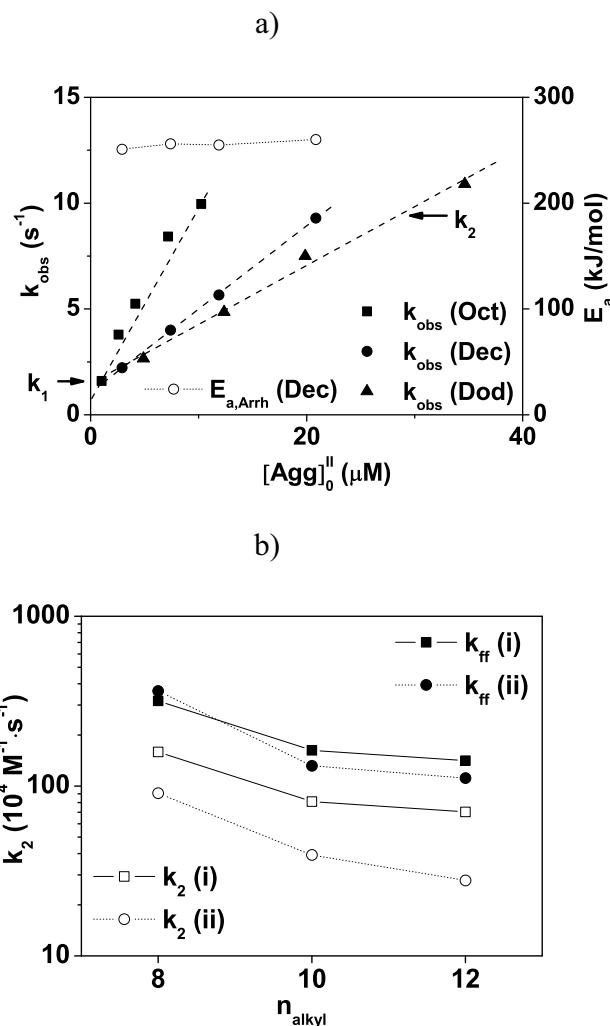 a)
15
300
10
200
5
100
0
0
0
20
40
k_obs (s^-1)
E_a (kJ/mol)
k_2
k_1
k_obs (Oct)
k_obs (Dec)
k_obs (Dod)
E_a,Arrh (Dec)
[Agg]_0^II (μM)
b)
1000
100
10
k_2 (10^4 M^-1·s^-1)
k_ff (i)
k_ff (ii)
k_2 (i)
k_2 (ii)
8
10
12
n_alkyl